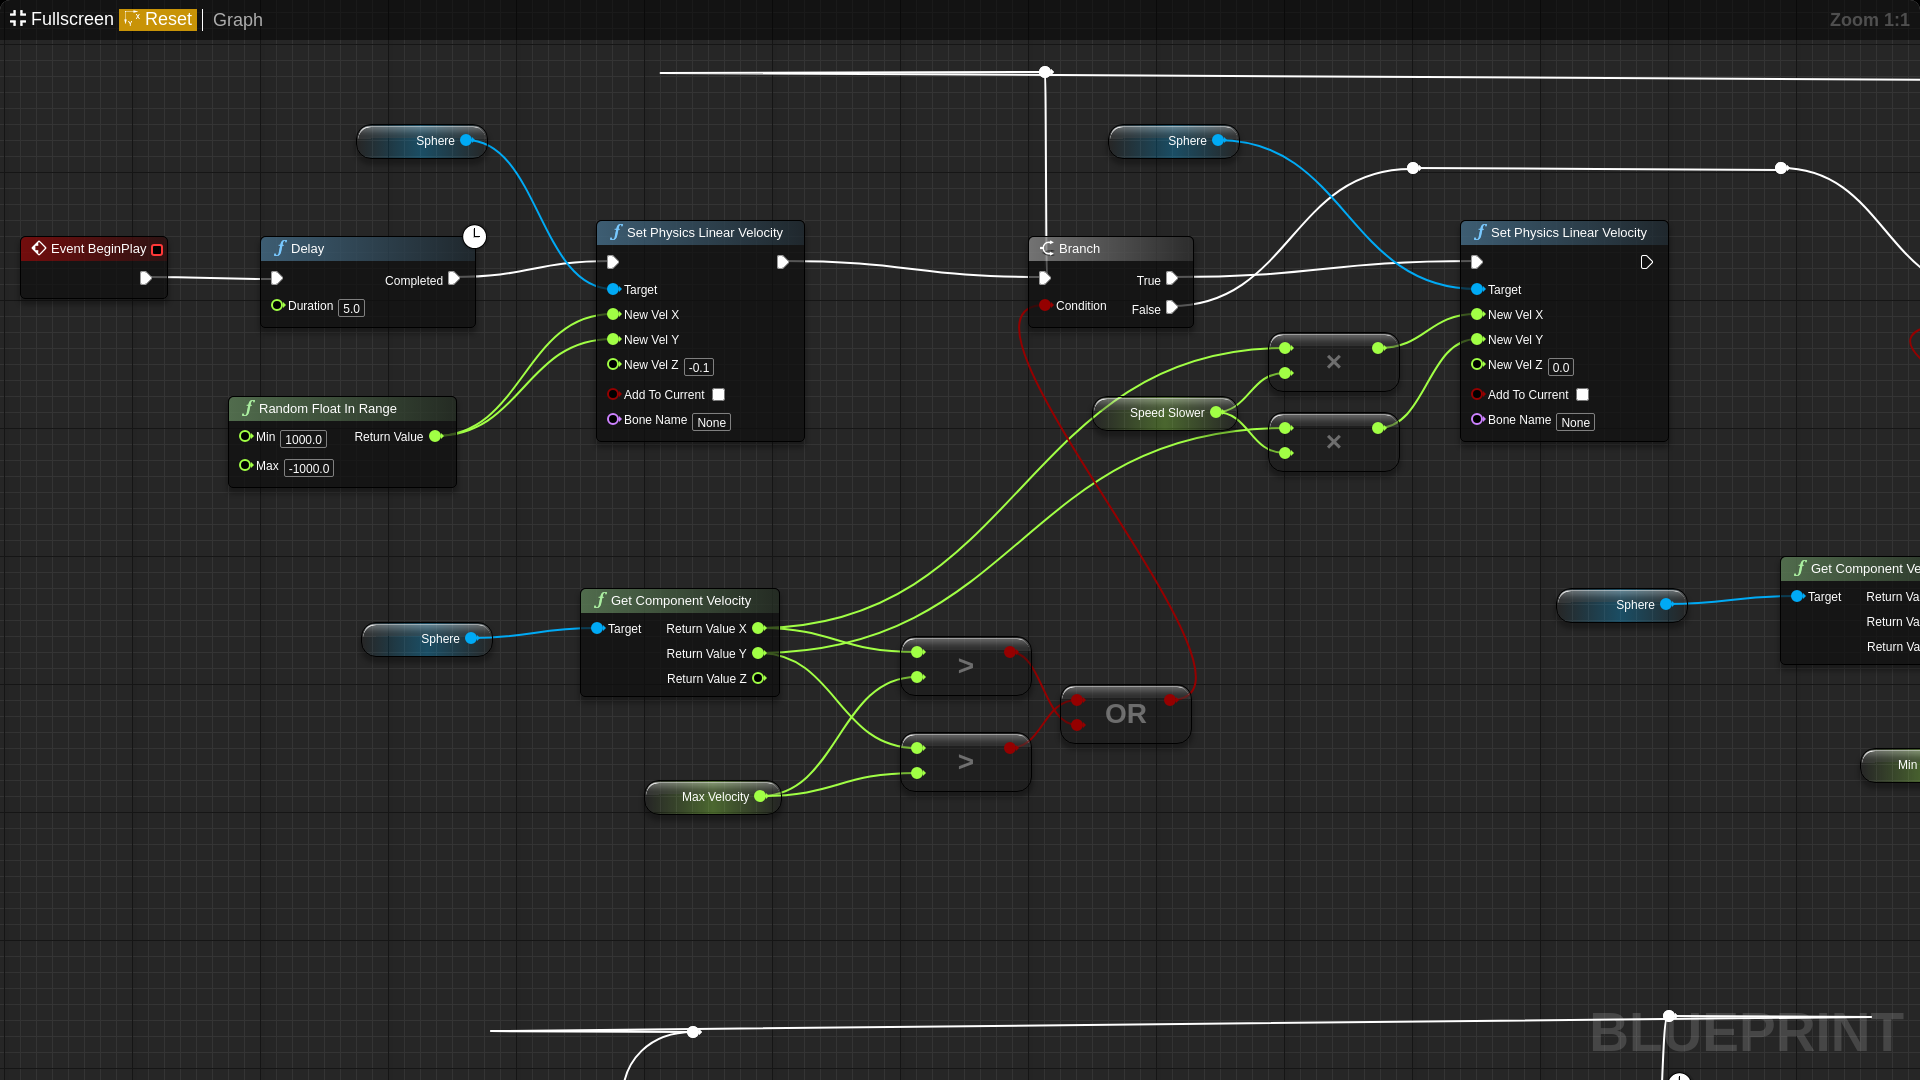 Fullscreen Reset Graph Zoom 1:1
Sphere
Sphere
Event BeginPlay
Delay
Completed
Duration 5.0
Set Physics Linear Velocity
Target
New Vel X
New Vel Y
New Vel Z -0.1
Add To Current
Bone Name None
Branch
True
Condition
False
Set Physics Linear Velocity
Target
New Vel X
New Vel Y
New Vel Z 0.0
Add To Current
Bone Name None
×
Speed Slower
×
Random Float In Range
Min 1000.0 Return Value
Max -1000.0
Get Component Velocity
Target Return Value X
Return Value Y
Return Value Z
Sphere
>
>
OR
Max Velocity
Sphere
Get Component Ve
Target Return Va
Return Va
Return Va
Min
BLUEPRINT